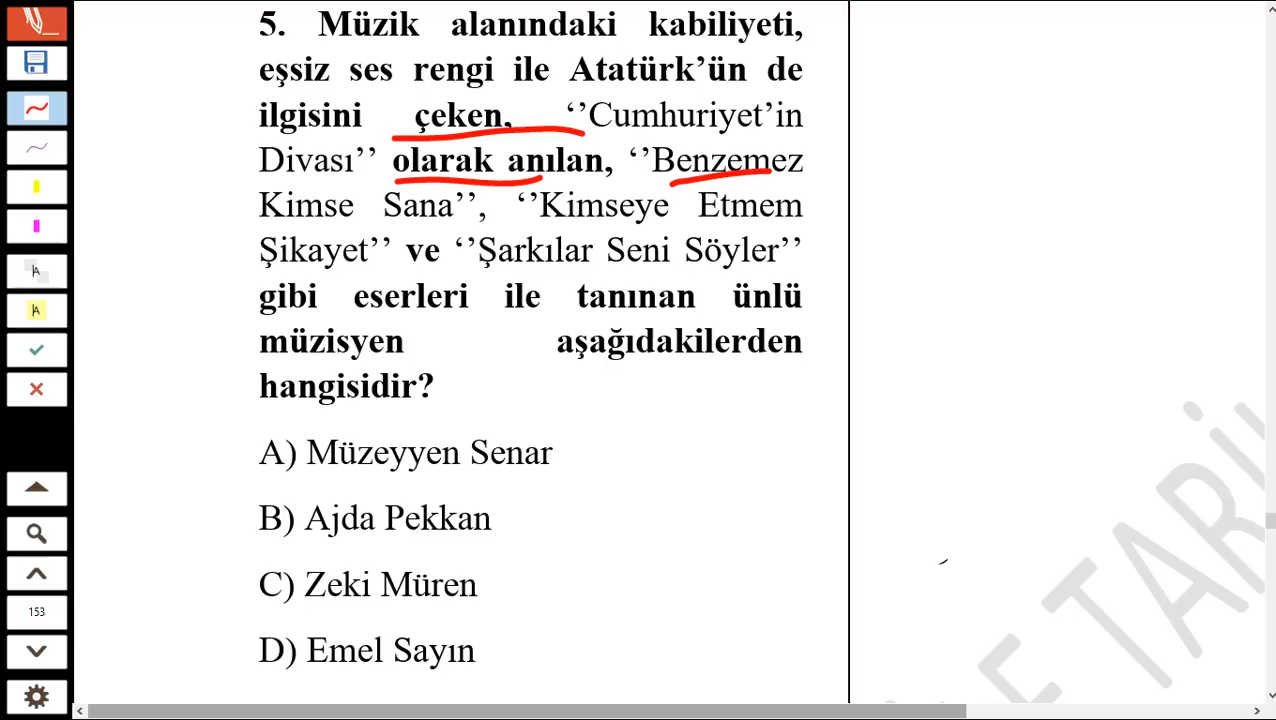 5. Müzik alanındaki kabiliyeti,
eşsiz ses rengi ile Atatürk’ün de
ilgisini çeken, ‘’Cumhuriyet’in
Divası’’ olarak anılan, ‘’Benzemez
Kimse Sana’’, ‘’Kimseye Etmem
Şikayet’’ ve ‘’Şarkılar Seni Söyler’’
gibi eserleri ile tanınan ünlü
müzisyen aşağıdakilerden
hangisidir?
A) Müzeyyen Senar
B) Ajda Pekkan
C) Zeki Müren
D) Emel Sayın
153
E TARİ